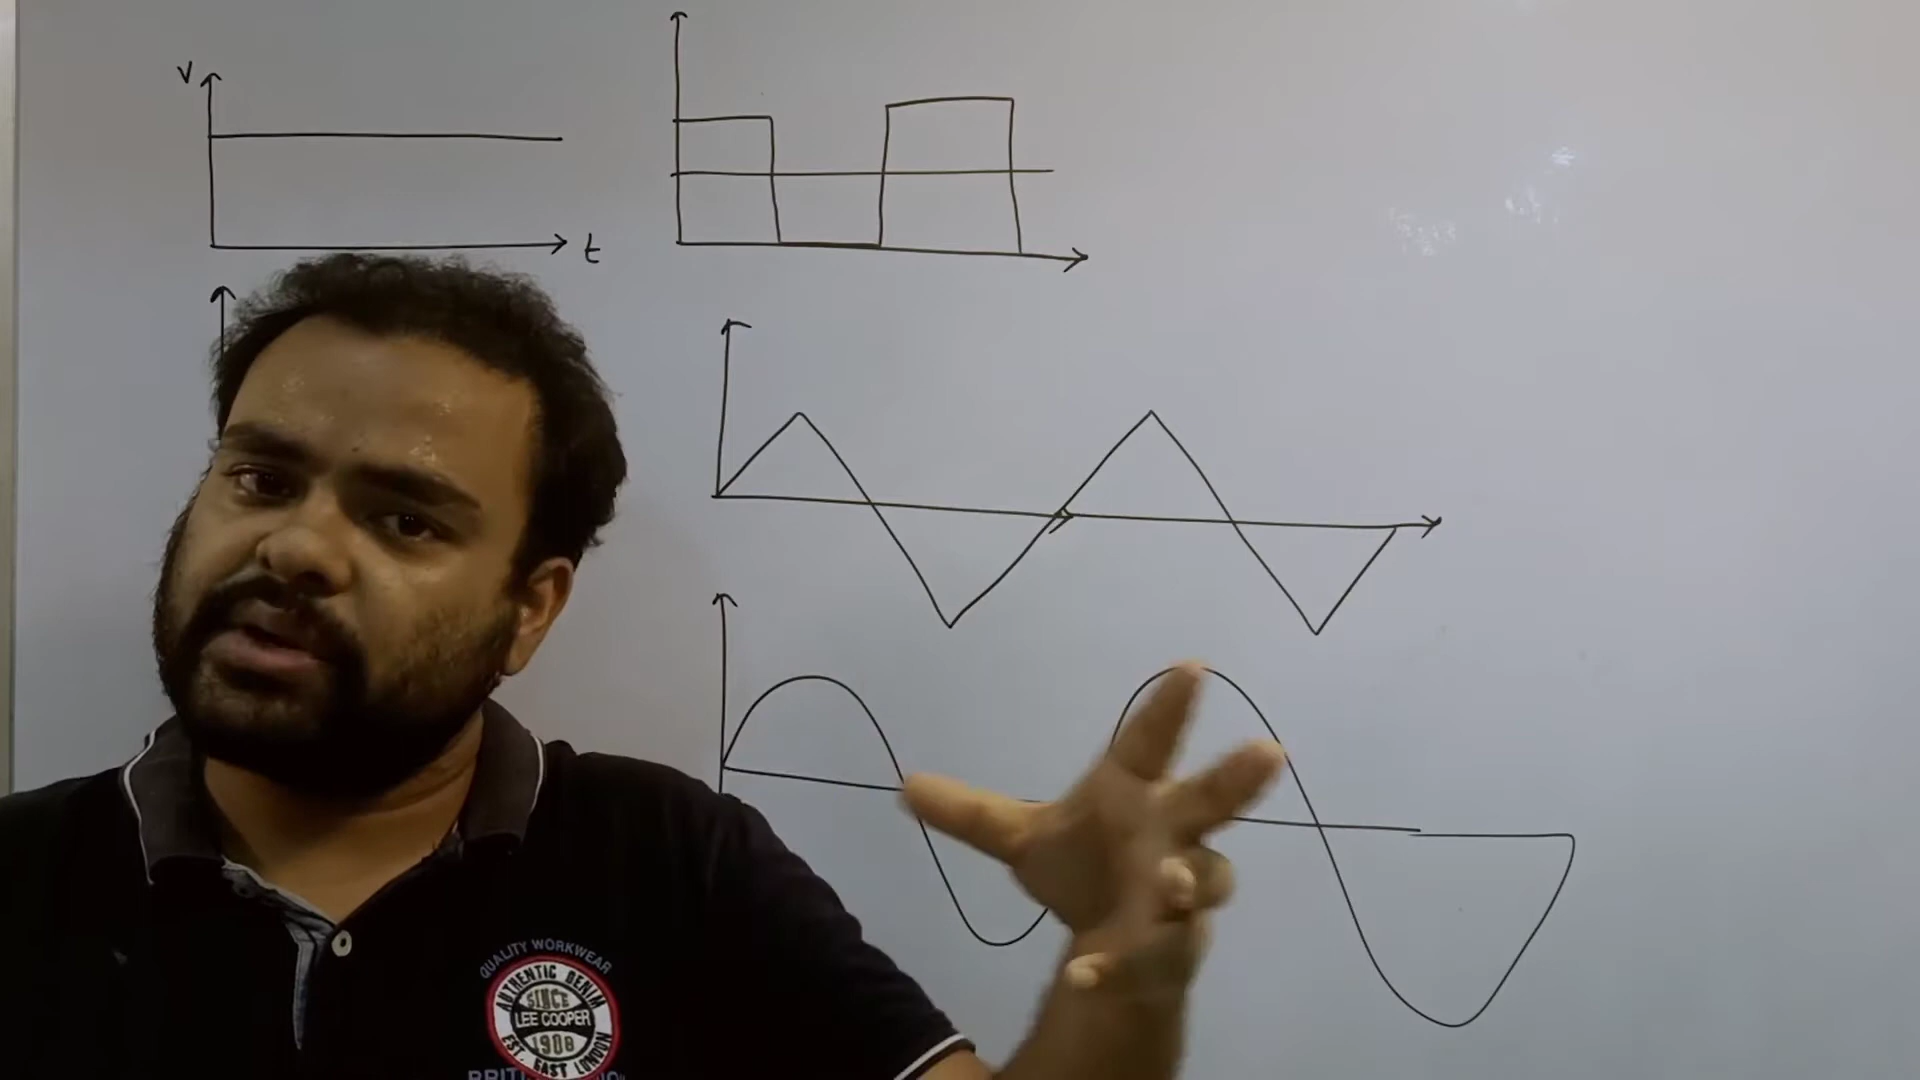 V
t
QUALITY WORKWEAR
AUTHENTIC DENIM
SINCE
LEE COOPER
1908
EST. EAST LONDON